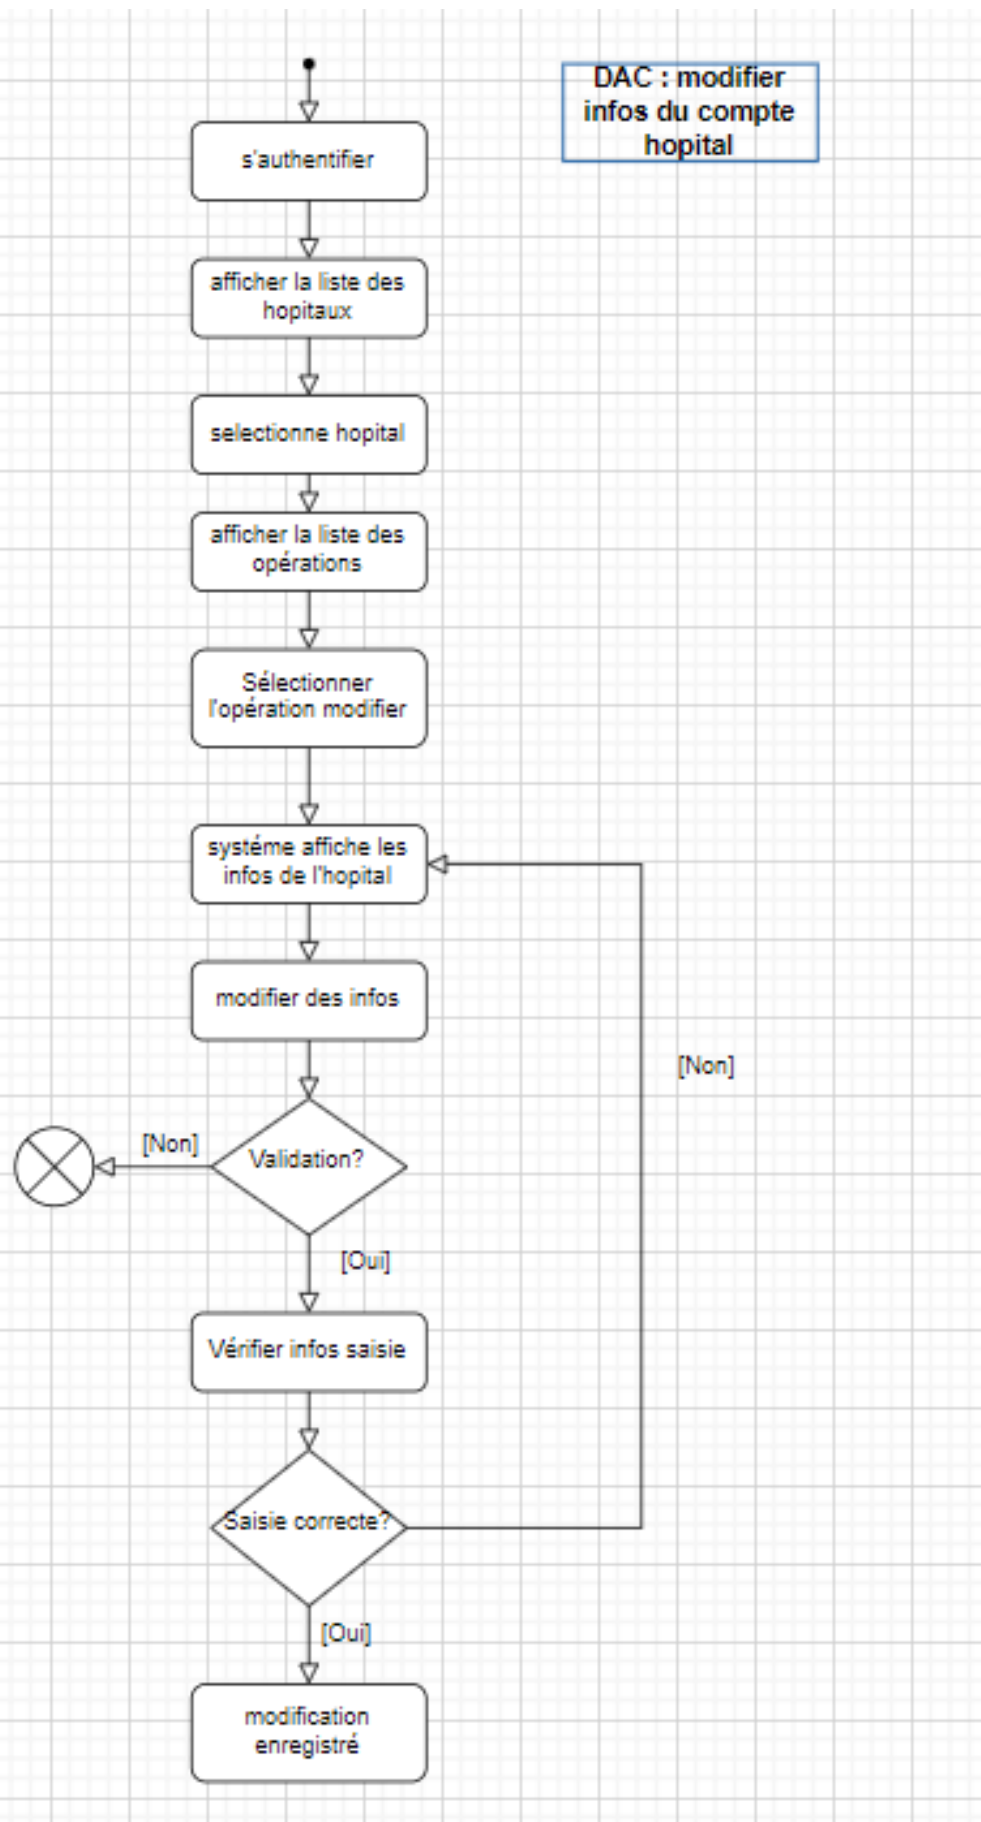 DAC : modifier
infos du compte
hopital
s'authentifier
afficher la liste des
hopitaux
selectionne hopital
afficher la liste des
opérations
Sélectionner
l'opération modifier
systéme affiche les
infos de l'hopital
modifier des infos
[Non]
[Non]
Validation?
[Oui]
Vérifier infos saisie
Saisie correcte?
[Oui]
modification
enregistré